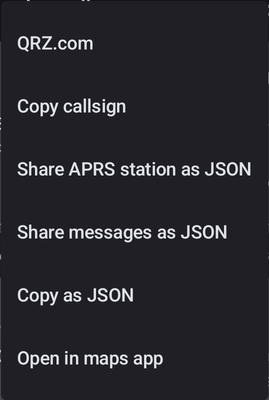 QRZ.com
Copy callsign
Share APRS station as JSON
Share messages as JSON
Copy as JSON
Open in maps app